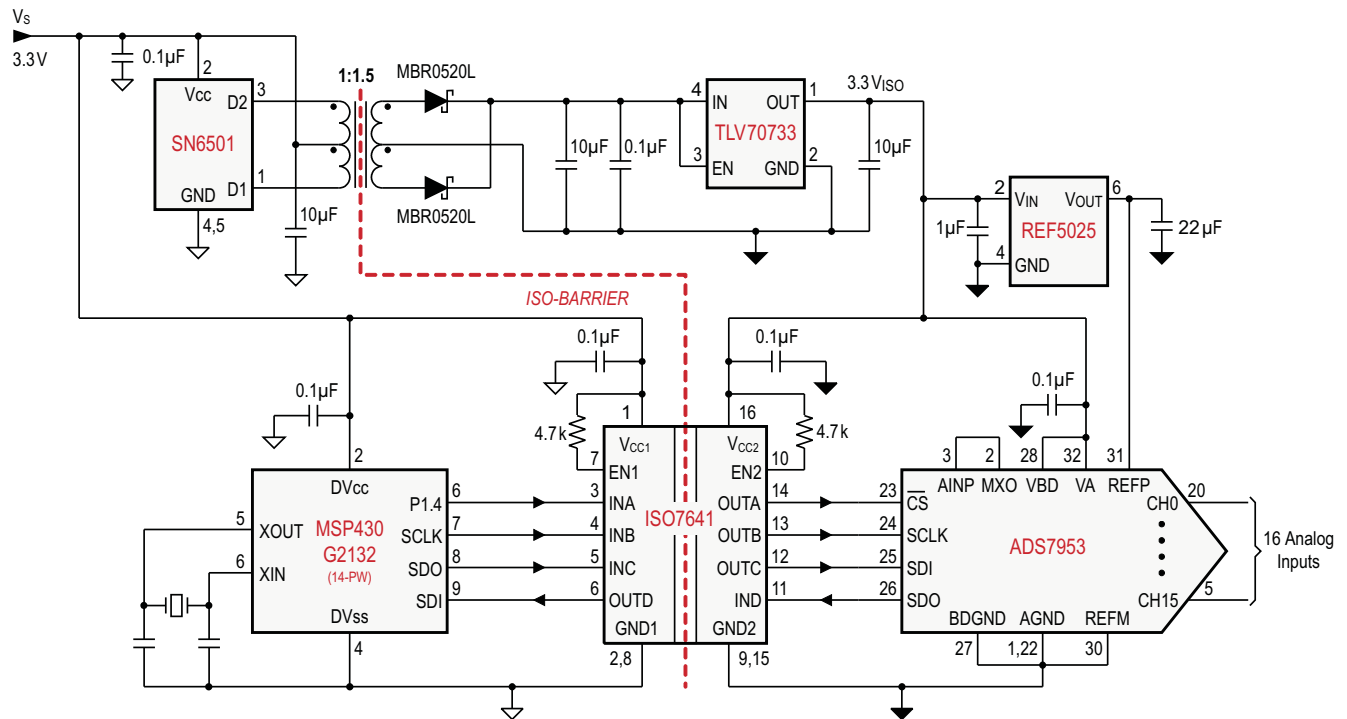 VS
3.3V
0.1µF
2
Vcc
D2
3
SN6501
D1
1
GND
4,5
10µF
1:1.5
MBR0520L
MBR0520L
10µF
0.1µF
4
IN
OUT
1
TLV70733
3
EN
GND
2
3.3VISO
10µF
2
VIN
VOUT
6
REF5025
1µF
4
GND
22µF
ISO-BARRIER
0.1µF
0.1µF
0.1µF
0.1µF
4.7k
4.7k
2
DVcc
P1.4
6
SCLK
7
SDO
8
SDI
9
5
XOUT
6
XIN
MSP430
G2132
(14-PW)
DVss
4
1
VCC1
7
EN1
3
INA
4
INB
5
INC
6
OUTD
GND1
2,8
ISO7641
16
VCC2
EN2
10
OUTA
14
OUTB
13
OUTC
12
IND
11
GND2
9,15
3
2
28
32
31
AINP
MXO
VBD
VA
REFP
23
CS
24
SCLK
25
SDI
26
SDO
ADS7953
CH0
20
CH15
5
16 Analog
Inputs
BDGND
AGND
REFM
27
1,22
30